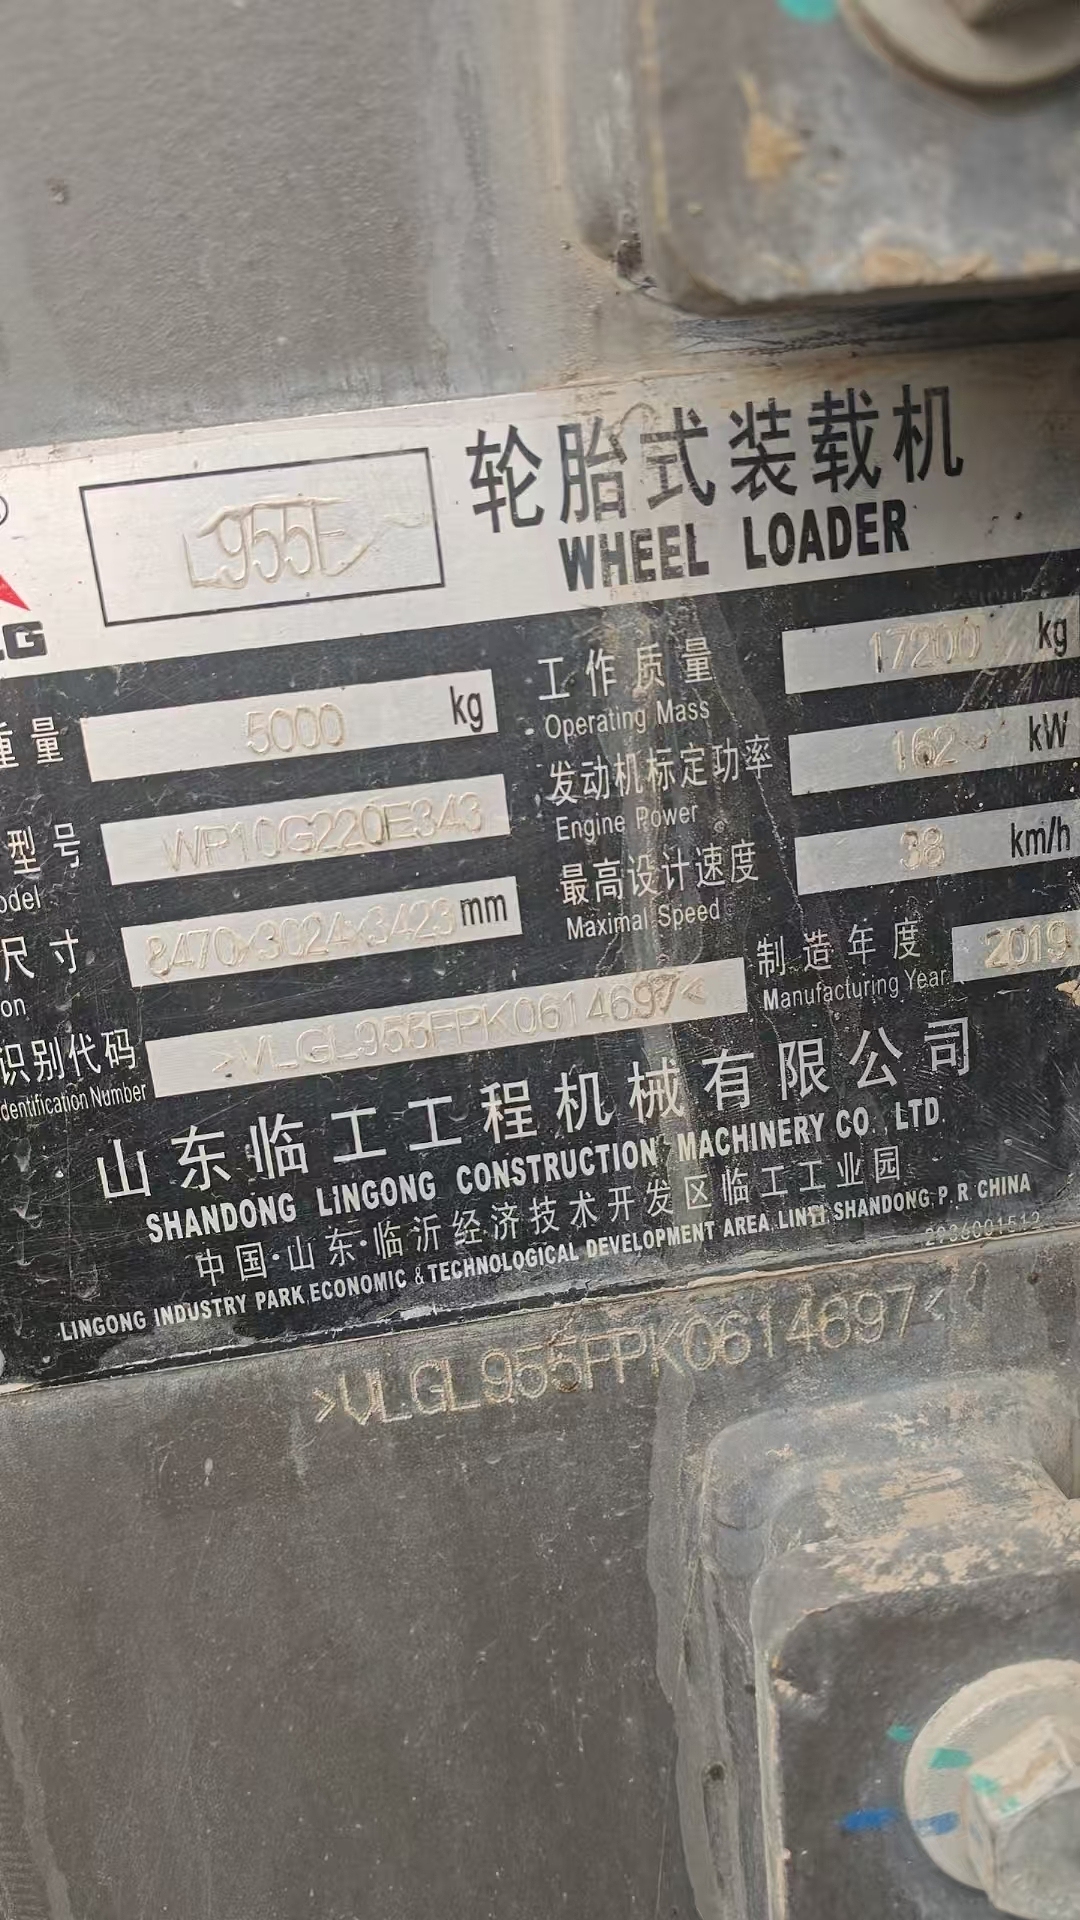 ®
L955F
轮胎式装载机
WHEEL LOADER
LG
重量 5000 kg
工作质量 17200 kg
Operating Mass
型号 WP10G220E343
odel
发动机标定功率 162 kW
Engine Power
尺寸 8470×3024×3423 mm
on
最高设计速度 38 km/h
Maximal Speed
识别代码 >VLGL955FPK0614697<
dentification Number
制造年度 2019
Manufacturing Year
山东临工工程机械有限公司
SHANDONG LINGONG CONSTRUCTION MACHINERY CO., LTD.
中国·山东·临沂经济技术开发区临工工业园
LINGONG INDUSTRY PARK,ECONOMIC & TECHNOLOGICAL DEVELOPMENT AREA,LINYI,SHANDONG,P.R.CHINA
>VLGL955FPK0614697<